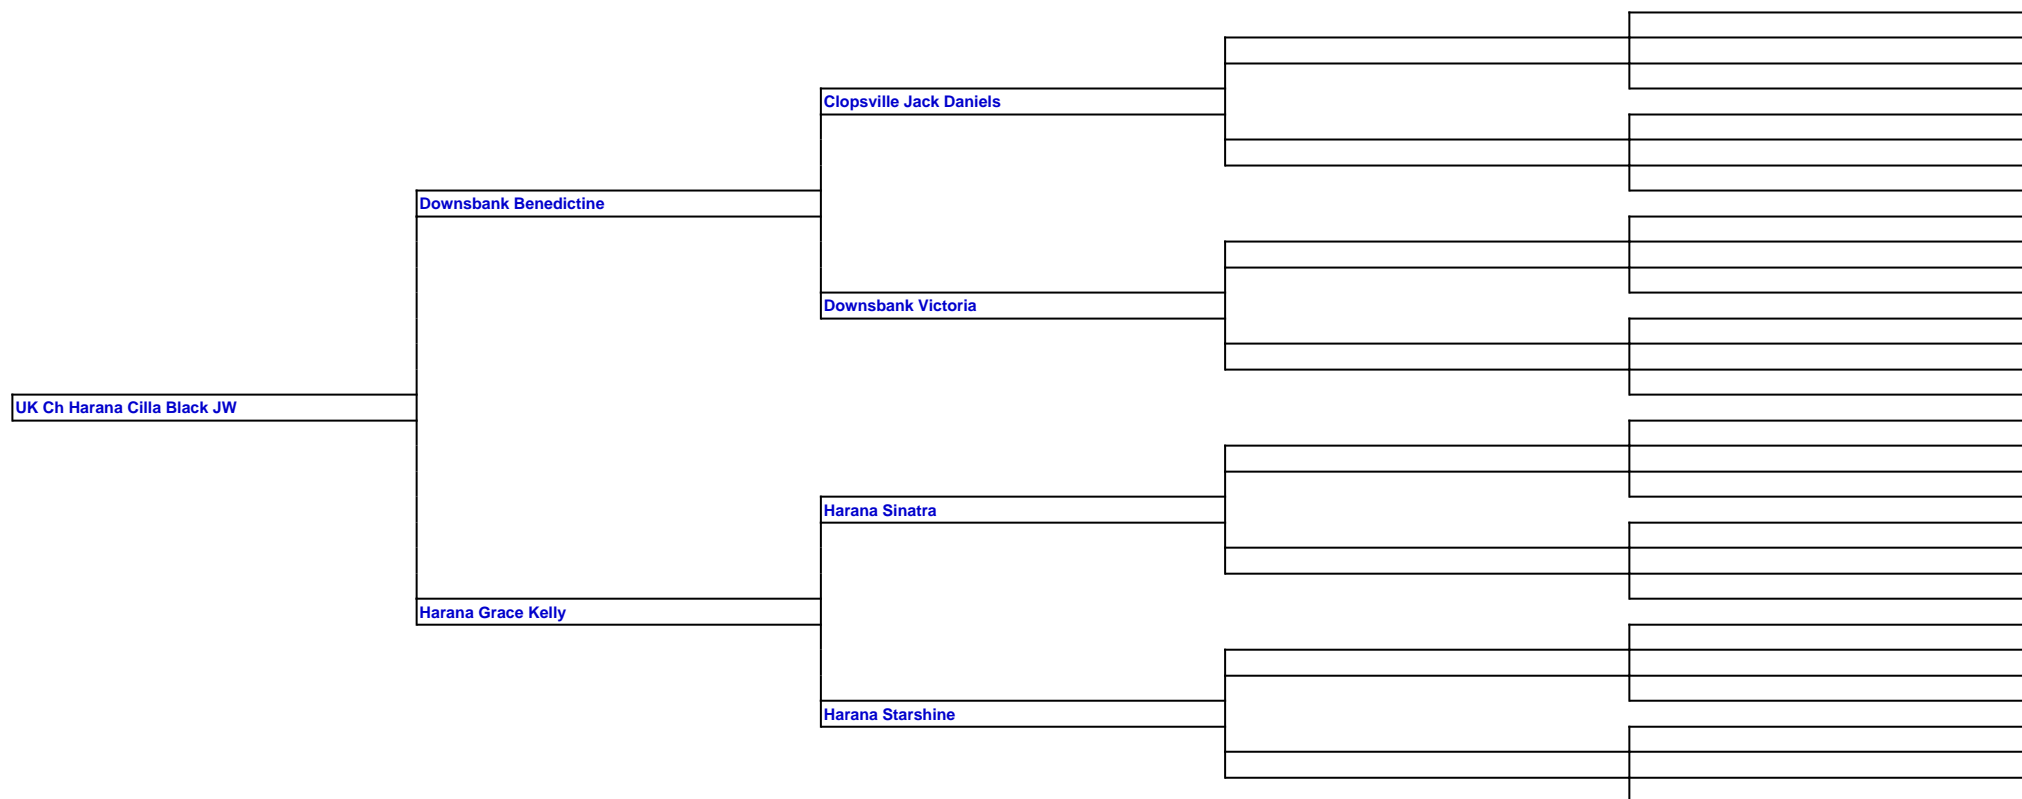 Clopsville Jack Daniels
Downsbank Benedictine
Downsbank Victoria
UK Ch Harana Cilla Black JW
Harana Sinatra
Harana Grace Kelly
Harana Starshine